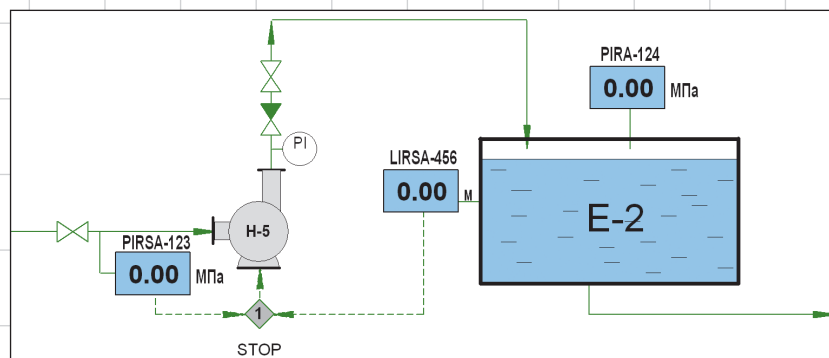 PIRA-124
0.00 МПа
PI
LIRSA-456
0.00 м
E-2
H-5
PIRSA-123
0.00 МПа
1
STOP